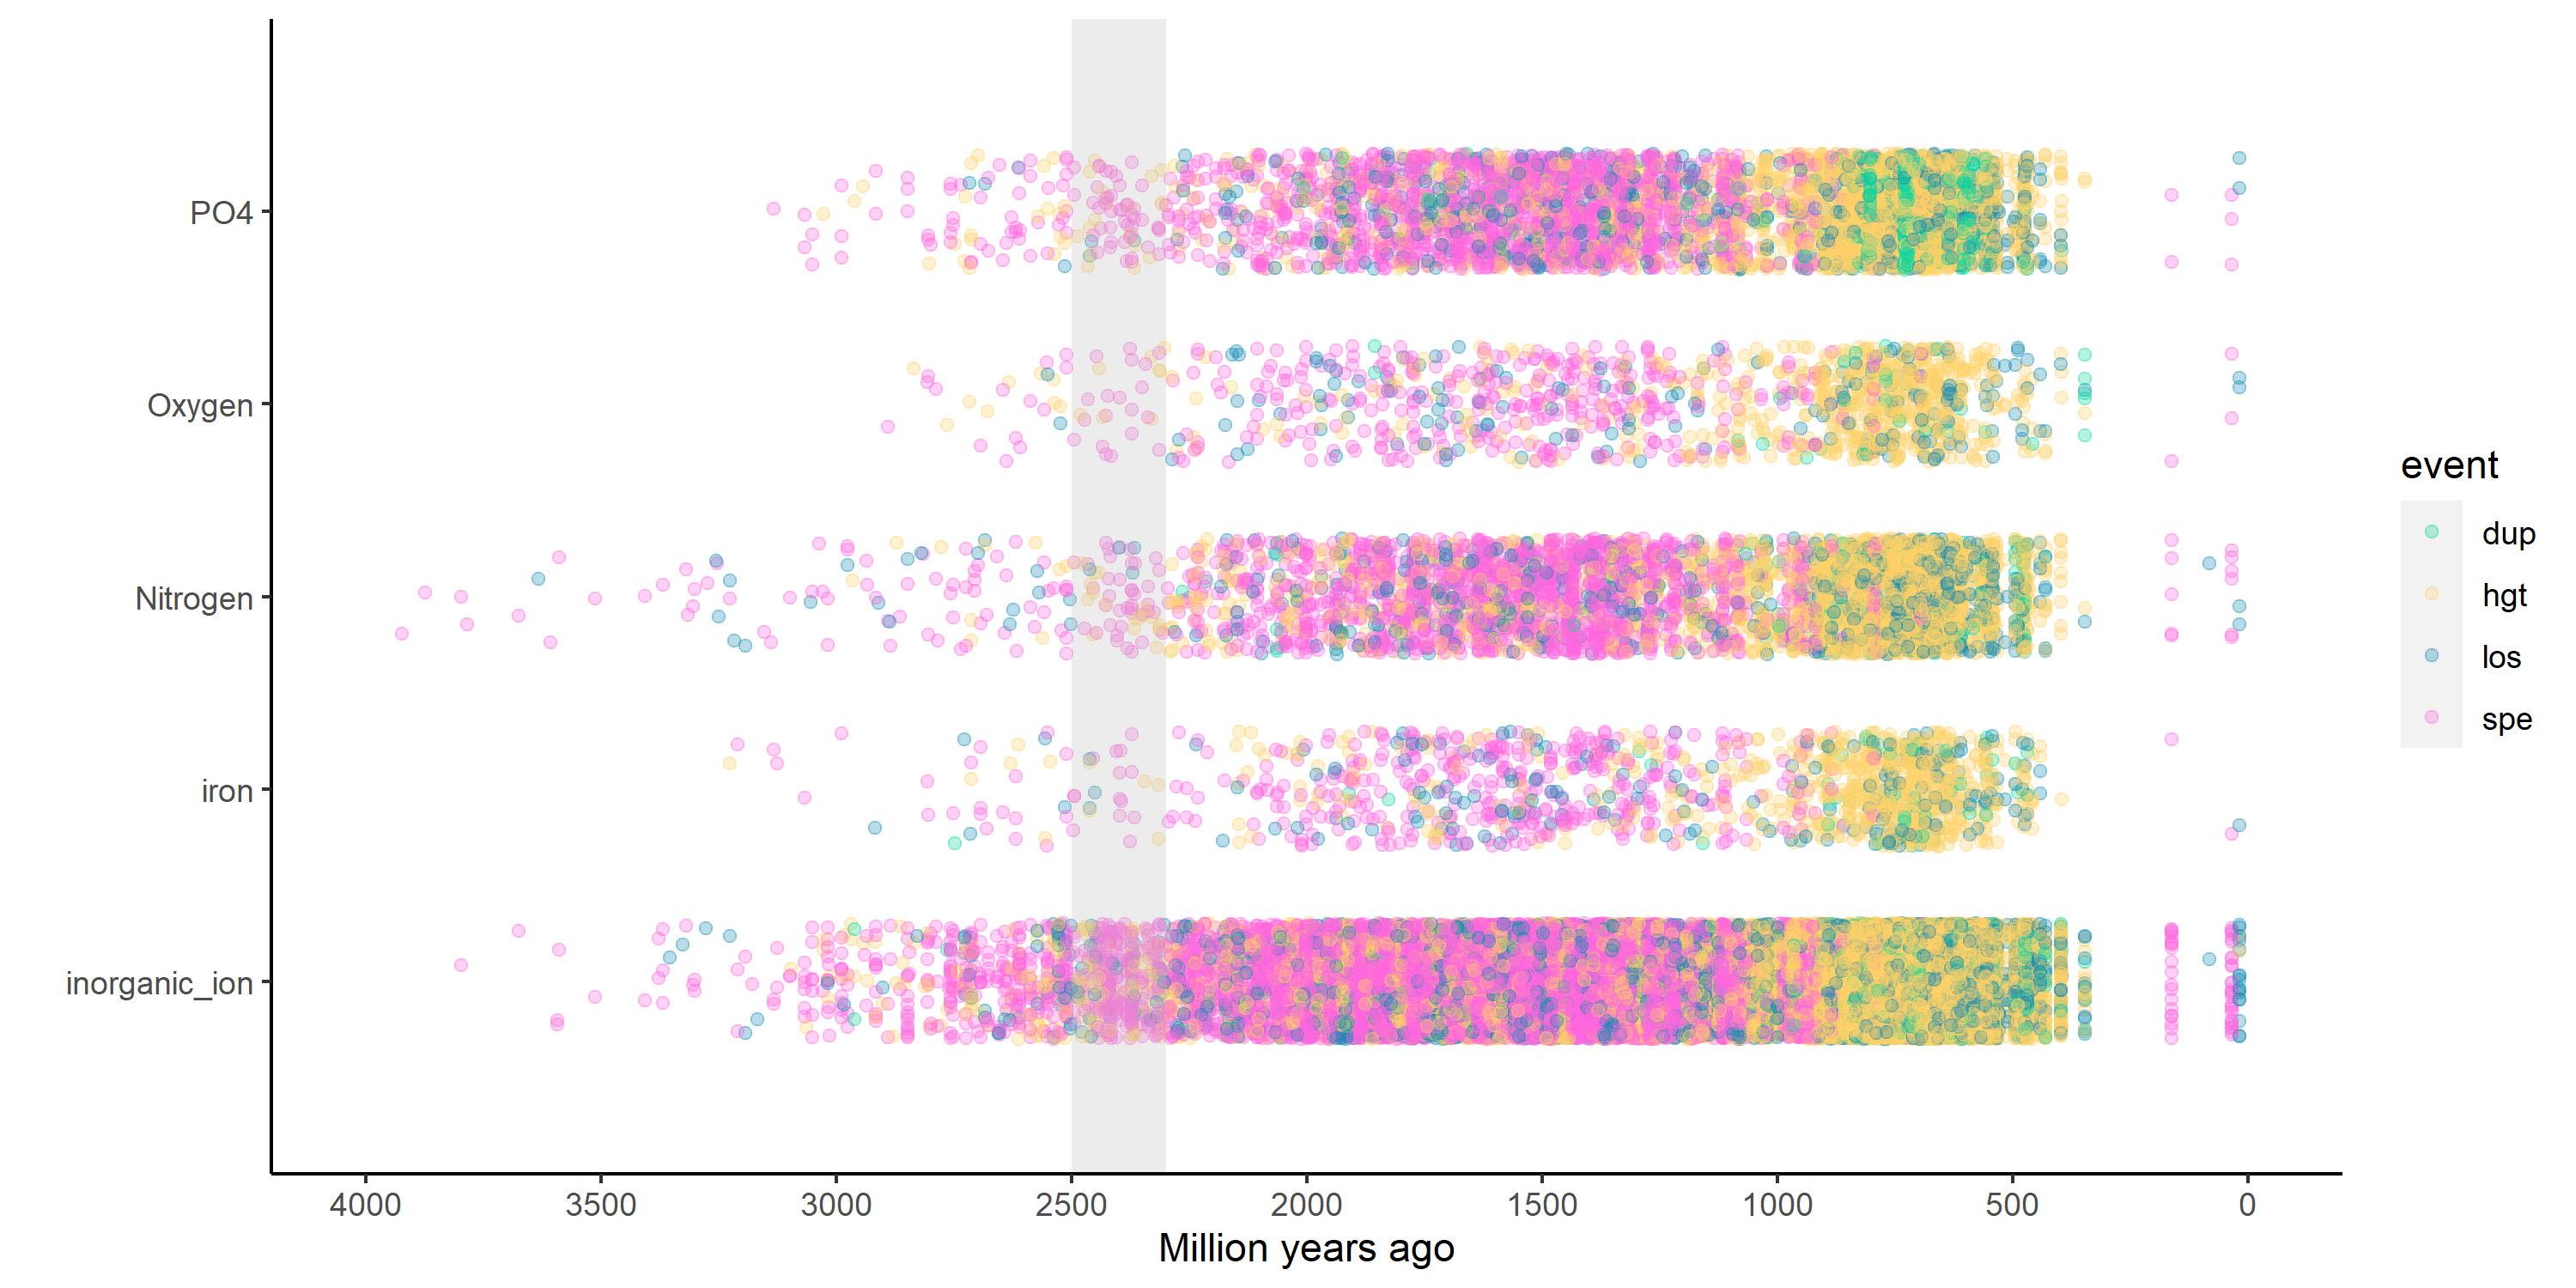 PO4
Oxygen
Nitrogen
iron
inorganic_ion
4000 3500 3000 2500 2000 1500 1000 500 0
Million years ago
event
dup
hgt
los
spe